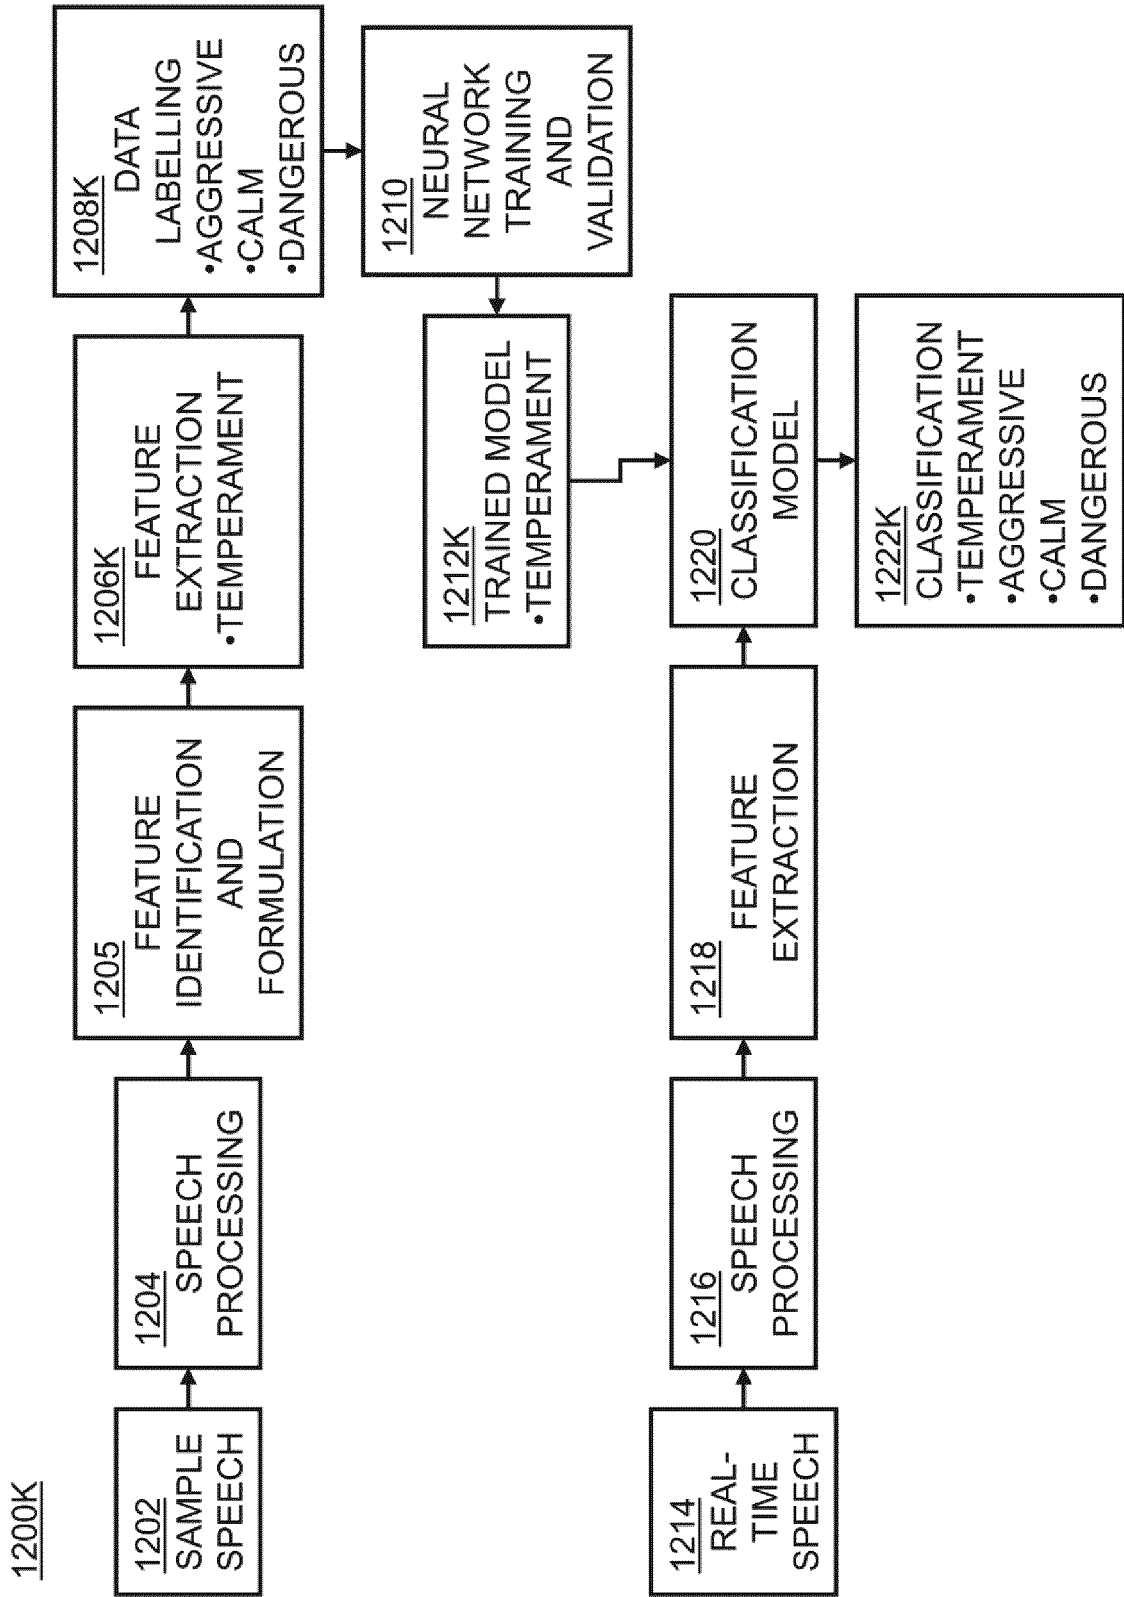 1200K
1202
SAMPLE
SPEECH
1204
SPEECH
PROCESSING
1205
FEATURE
IDENTIFICATION
AND
FORMULATION
1206K
FEATURE
EXTRACTION
•TEMPERAMENT
1208K
DATA
LABELLING
•AGGRESSIVE
•CALM
•DANGEROUS
1210
NEURAL
NETWORK
TRAINING
AND
VALIDATION
1212K
TRAINED MODEL
•TEMPERAMENT
1214
REAL-
TIME
SPEECH
1216
SPEECH
PROCESSING
1218
FEATURE
EXTRACTION
1220
CLASSIFICATION
MODEL
1222K
CLASSIFICATION
•TEMPERAMENT
•AGGRESSIVE
•CALM
•DANGEROUS